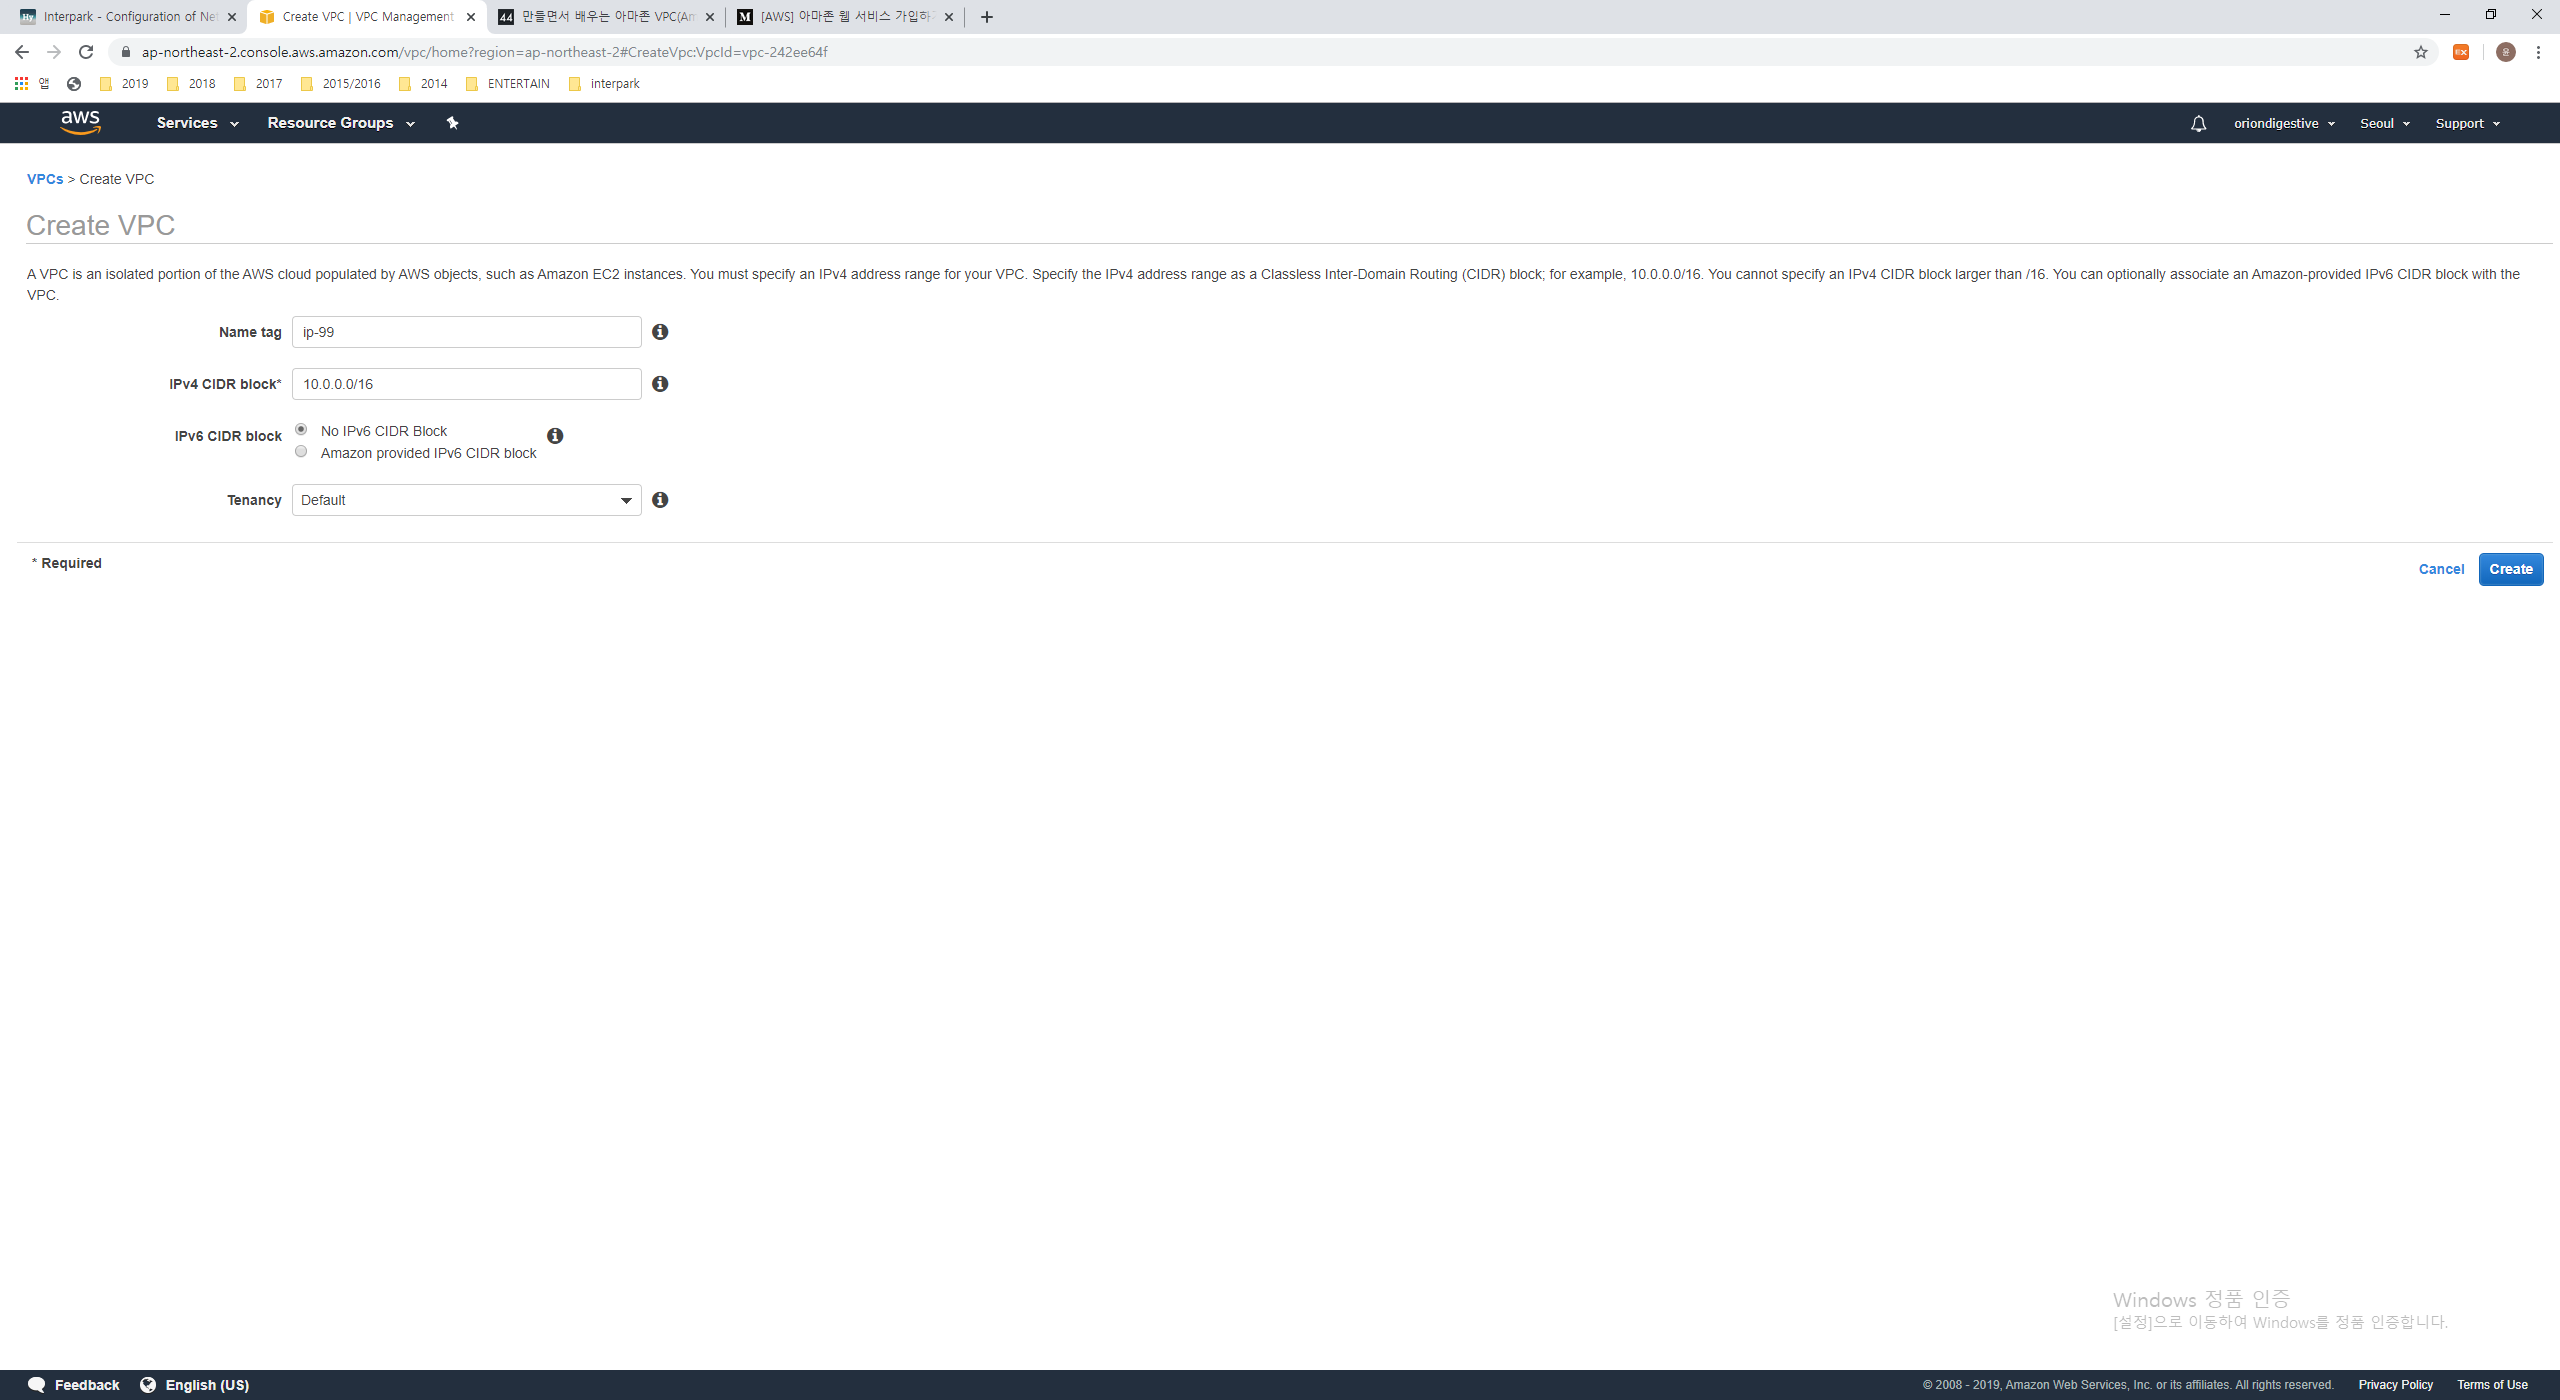 Interpark - Configuration of Net
Create VPC | VPC Management
44 만들면서 배우는 아마존 VPC(Am
M [AWS] 아마존 웹 서비스 가입하
ap-northeast-2.console.aws.amazon.com/vpc/home?region=ap-northeast-2#CreateVpc:VpcId=vpc-242ee64f
앱 2019 2018 2017 2015/2016 2014 ENTERTAIN interpark
aws Services Resource Groups oriondigestive Seoul Support
VPCs > Create VPC
Create VPC
A VPC is an isolated portion of the AWS cloud populated by AWS objects, such as Amazon EC2 instances. You must specify an IPv4 address range for your VPC. Specify the IPv4 address range as a Classless Inter-Domain Routing (CIDR) block; for example, 10.0.0.0/16. You cannot specify an IPv4 CIDR block larger than /16. You can optionally associate an Amazon-provided IPv6 CIDR block with the
VPC.
Name tag ip-99
IPv4 CIDR block* 10.0.0.0/16
IPv6 CIDR block No IPv6 CIDR Block
Amazon provided IPv6 CIDR block
Tenancy Default
* Required
Cancel Create
Windows 정품 인증
[설정]으로 이동하여 Windows를 정품 인증합니다.
Feedback English (US) © 2008 - 2019, Amazon Web Services, Inc. or its affiliates. All rights reserved. Privacy Policy Terms of Use